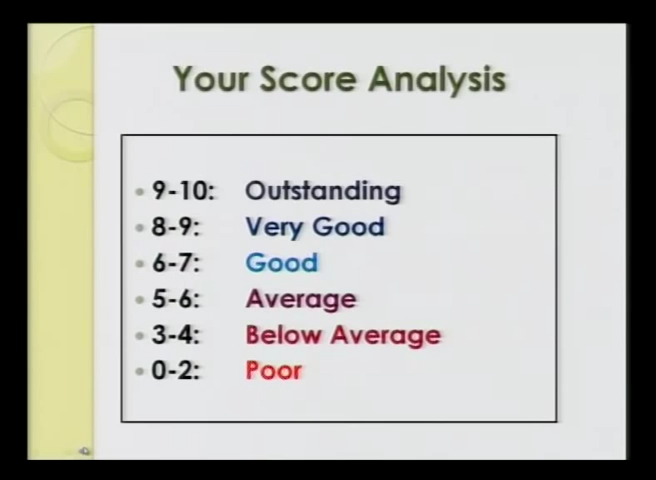 Your Score Analysis
9-10: Outstanding
8-9: Very Good
6-7: Good
5-6: Average
3-4: Below Average
0-2: Poor